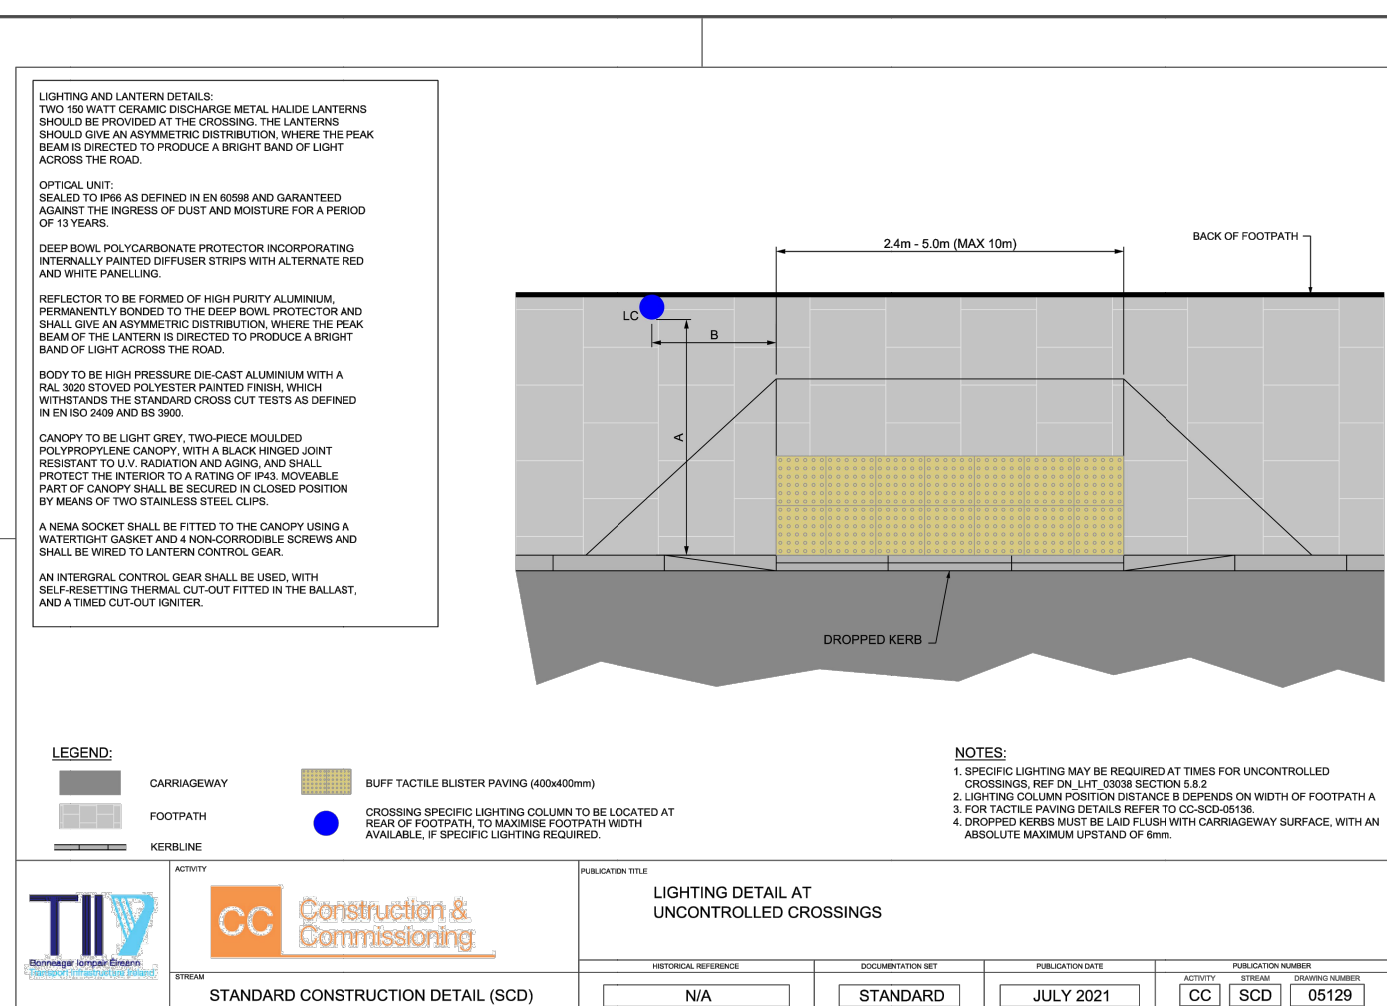 LIGHTING AND LANTERN DETAILS:
TWO 150 WATT CERAMIC DISCHARGE METAL HALIDE LANTERNS
SHOULD BE PROVIDED AT THE CROSSING. THE LANTERNS
SHOULD GIVE AN ASYMMETRIC DISTRIBUTION, WHERE THE PEAK
BEAM IS DIRECTED TO PRODUCE A BRIGHT BAND OF LIGHT
ACROSS THE ROAD.
OPTICAL UNIT:
SEALED TO IP66 AS DEFINED IN EN 60598 AND GARANTEED
AGAINST THE INGRESS OF DUST AND MOISTURE FOR A PERIOD
OF 13 YEARS.
DEEP BOWL POLYCARBONATE PROTECTOR INCORPORATING
INTERNALLY PAINTED DIFFUSER STRIPS WITH ALTERNATE RED
AND WHITE PANELLING.
REFLECTOR TO BE FORMED OF HIGH PURITY ALUMINIUM,
PERMANENTLY BONDED TO THE DEEP BOWL PROTECTOR AND
SHALL GIVE AN ASYMMETRIC DISTRIBUTION, WHERE THE PEAK
BEAM OF THE LANTERN IS DIRECTED TO PRODUCE A BRIGHT
BAND OF LIGHT ACROSS THE ROAD.
BODY TO BE HIGH PRESSURE DIE-CAST ALUMINIUM WITH A
RAL 3020 STOVED POLYESTER PAINTED FINISH, WHICH
WITHSTANDS THE STANDARD CROSS CUT TESTS AS DEFINED
IN EN ISO 2409 AND BS 3900.
CANOPY TO BE LIGHT GREY, TWO-PIECE MOULDED
POLYPROPYLENE CANOPY, WITH A BLACK HINGED JOINT
RESISTANT TO U.V. RADIATION AND AGING, AND SHALL
PROTECT THE INTERIOR TO A RATING OF IP43. MOVEABLE
PART OF CANOPY SHALL BE SECURED IN CLOSED POSITION
BY MEANS OF TWO STAINLESS STEEL CLIPS.
A NEMA SOCKET SHALL BE FITTED TO THE CANOPY USING A
WATERTIGHT GASKET AND 4 NON-CORRODIBLE SCREWS AND
SHALL BE WIRED TO LANTERN CONTROL GEAR.
AN INTERGRAL CONTROL GEAR SHALL BE USED, WITH
SELF-RESETTING THERMAL CUT-OUT FITTED IN THE BALLAST,
AND A TIMED CUT-OUT IGNITER.
2.4m - 5.0m (MAX 10m)
BACK OF FOOTPATH
LC
B
A
DROPPED KERB
LEGEND:
CARRIAGEWAY
FOOTPATH
KERBLINE
BUFF TACTILE BLISTER PAVING (400x400mm)
CROSSING SPECIFIC LIGHTING COLUMN TO BE LOCATED AT
REAR OF FOOTPATH, TO MAXIMISE FOOTPATH WIDTH
AVAILABLE, IF SPECIFIC LIGHTING REQUIRED.
NOTES:
1. SPECIFIC LIGHTING MAY BE REQUIRED AT TIMES FOR UNCONTROLLED
CROSSINGS, REF DN_LHT_03038 SECTION 5.8.2
2. LIGHTING COLUMN POSITION DISTANCE B DEPENDS ON WIDTH OF FOOTPATH A
3. FOR TACTILE PAVING DETAILS REFER TO CC-SCD-05136.
4. DROPPED KERBS MUST BE LAID FLUSH WITH CARRIAGEWAY SURFACE, WITH AN
ABSOLUTE MAXIMUM UPSTAND OF 6mm.
TII
Bonneagar Iompair Éireann
Transport Infrastructure Ireland
ACTIVITY
CC
Construction &
Commissioning
STREAM
STANDARD CONSTRUCTION DETAIL (SCD)
PUBLICATION TITLE
LIGHTING DETAIL AT
UNCONTROLLED CROSSINGS
HISTORICAL REFERENCE
N/A
DOCUMENTATION SET
STANDARD
PUBLICATION DATE
JULY 2021
PUBLICATION NUMBER
ACTIVITY
STREAM
DRAWING NUMBER
CC
SCD
05129